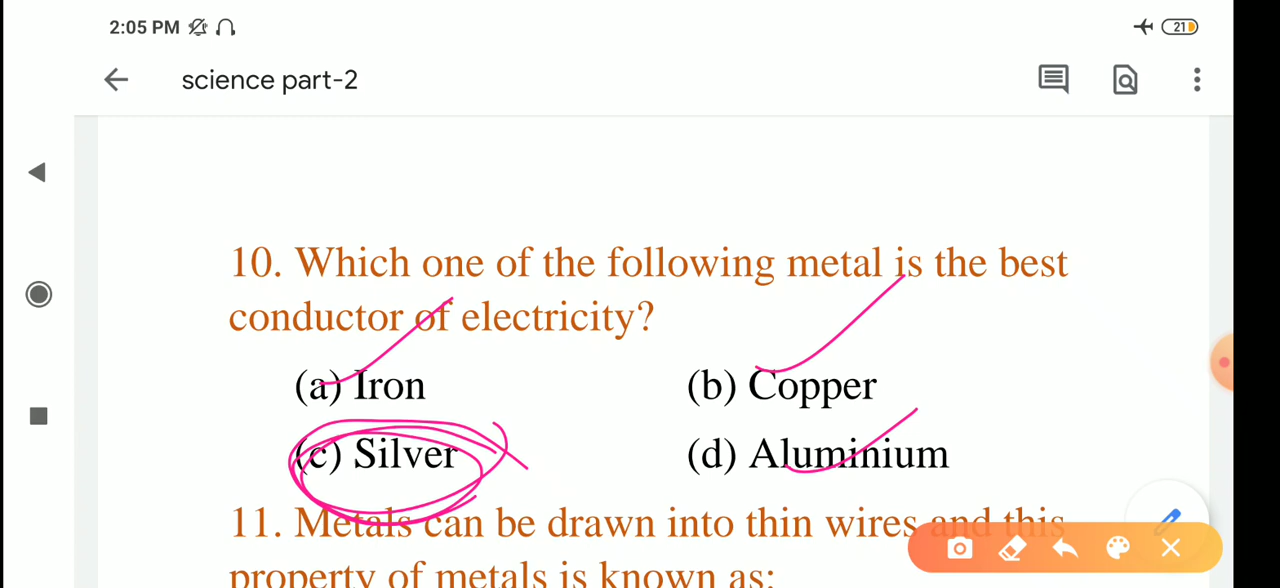 2:05 PM
21
science part-2
10. Which one of the following metal is the best
conductor of electricity?
(a) Iron
(b) Copper
(c) Silver
(d) Aluminium
11. Metals can be drawn into thin wires and this
property of metals is known as: